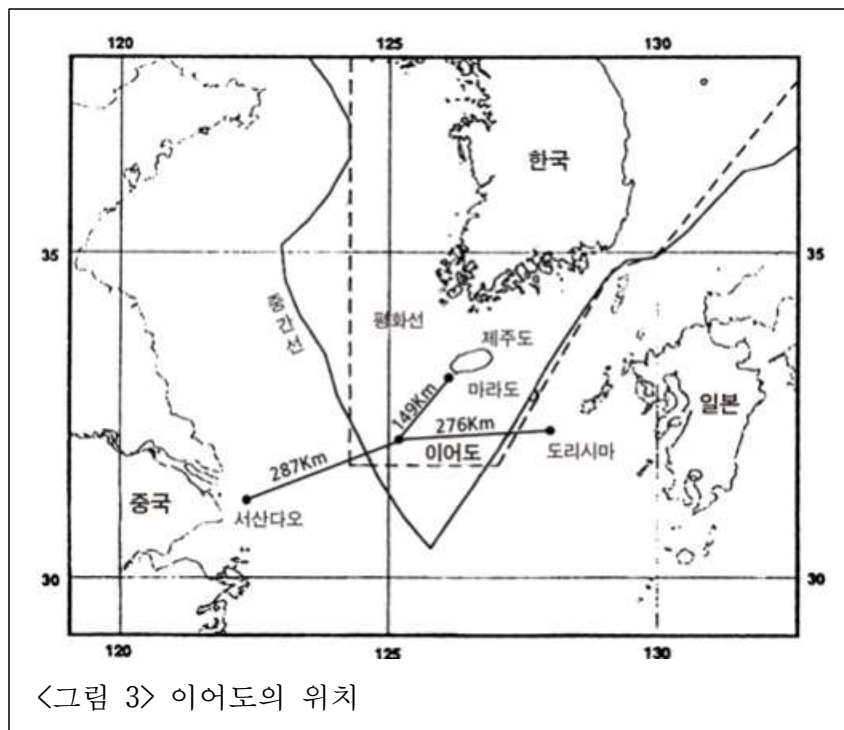 120 125 130
한국
35 35
중간선
평화선
제주도
마라도
일본
149Km
276Km
이어도
도리시마
287Km
중국
서산다오
30 30
120 125 130
<그림 3> 이어도의 위치